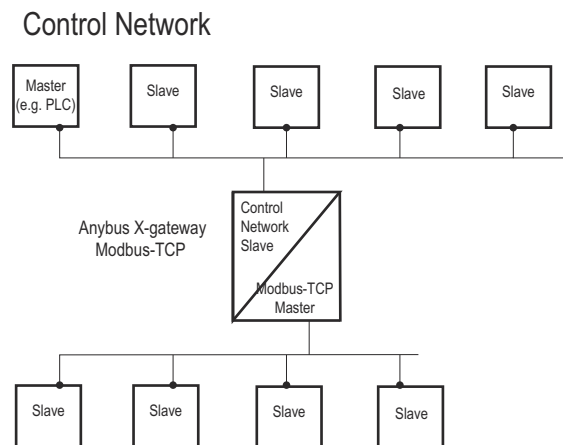 Control Network
Master
(e.g. PLC)
Slave
Slave
Slave
Slave
Anybus X-gateway
Modbus-TCP
Control
Network
Slave
Modbus-TCP
Master
Slave
Slave
Slave
Slave